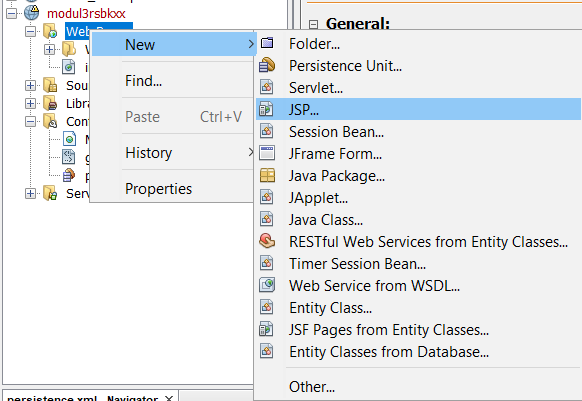 modul3rsbkxx
General:
Web
New
Folder...
Persistence Unit...
Find...
Servlet...
Sou
JSP...
Paste Ctrl+V
Libra
Session Bean...
Conf
History
JFrame Form...
Java Package...
Properties
JApplet...
Serv
Java Class...
RESTful Web Services from Entity Classes...
Timer Session Bean...
Web Service from WSDL...
Entity Class...
JSF Pages from Entity Classes...
Entity Classes from Database...
Other...
persistence.xml - Navigator